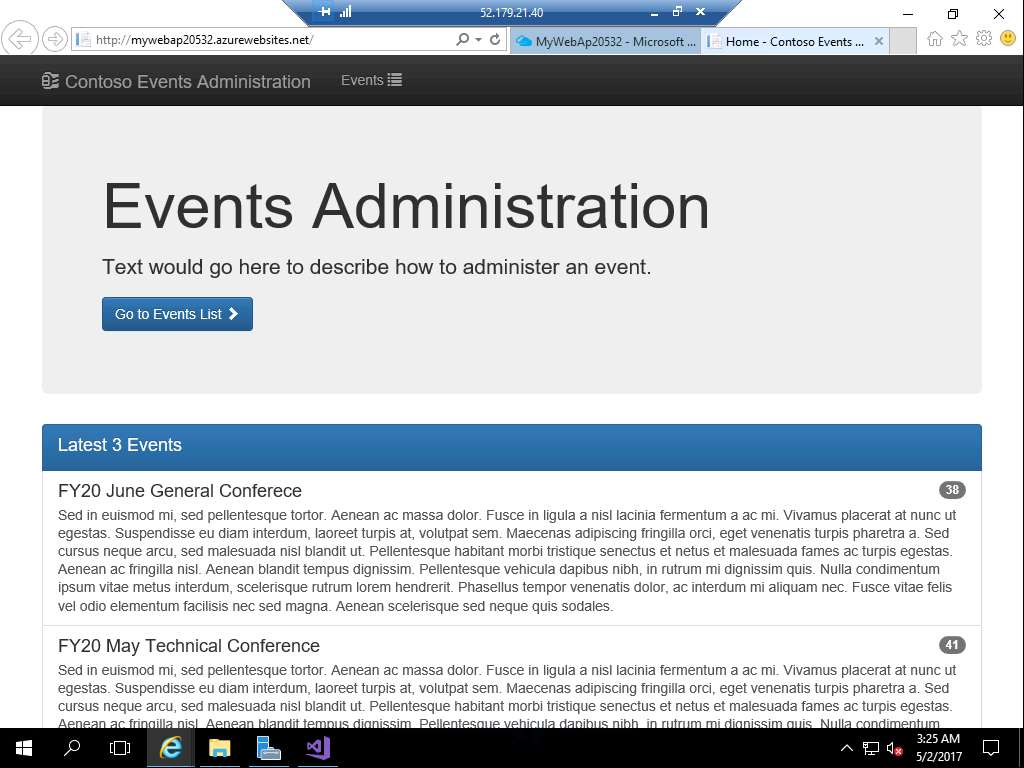 52.179.21.40
http://mywebap20532.azurewebsites.net/
MyWebAp20532 - Microsoft ...
Home - Contoso Events ...
Contoso Events Administration
Events
Events Administration
Text would go here to describe how to administer an event.
Go to Events List
Latest 3 Events
FY20 June General Conferece
38
Sed in euismod mi, sed pellentesque tortor. Aenean ac massa dolor. Fusce in ligula a nisl lacinia fermentum a ac mi. Vivamus placerat at nunc ut
egestas. Suspendisse eu diam interdum, laoreet turpis at, volutpat sem. Maecenas adipiscing fringilla orci, eget venenatis turpis pharetra a. Sed
cursus neque arcu, sed malesuada nisl blandit ut. Pellentesque habitant morbi tristique senectus et netus et malesuada fames ac turpis egestas.
Aenean ac fringilla nisl. Aenean blandit tempus dignissim. Pellentesque vehicula dapibus nibh, in rutrum mi dignissim quis. Nulla condimentum
ipsum vitae metus interdum, scelerisque rutrum lorem hendrerit. Phasellus tempor venenatis dolor, ac interdum mi aliquam nec. Fusce vitae felis
vel odio elementum facilisis nec sed magna. Aenean scelerisque sed neque quis sodales.
FY20 May Technical Conference
41
Sed in euismod mi, sed pellentesque tortor. Aenean ac massa dolor. Fusce in ligula a nisl lacinia fermentum a ac mi. Vivamus placerat at nunc ut
egestas. Suspendisse eu diam interdum, laoreet turpis at, volutpat sem. Maecenas adipiscing fringilla orci, eget venenatis turpis pharetra a. Sed
cursus neque arcu, sed malesuada nisl blandit ut. Pellentesque habitant morbi tristique senectus et netus et malesuada fames ac turpis egestas.
Aenean ac fringilla nisl. Aenean blandit tempus dignissim. Pellentesque vehicula dapibus nibh, in rutrum mi dignissim quis. Nulla condimentum
3:25 AM
5/2/2017